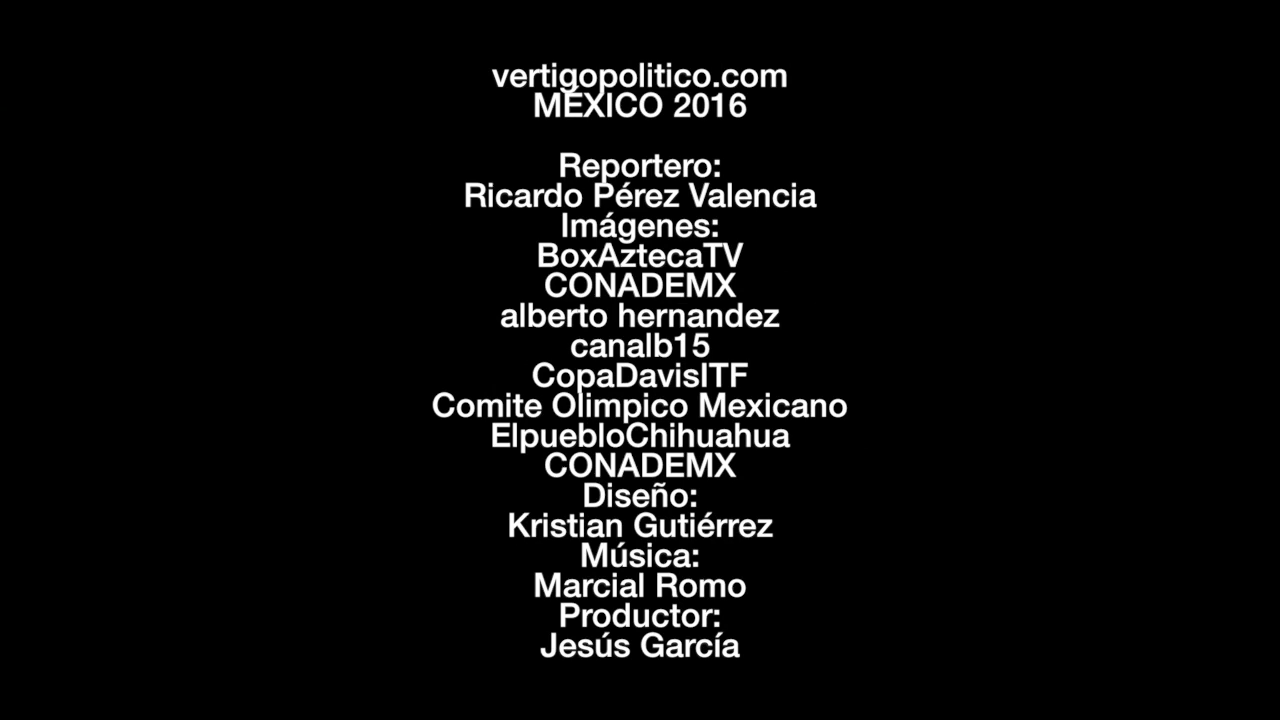 vertigopolitico.com
MÉXICO 2016
Reportero:
Ricardo Pérez Valencia
Imágenes:
BoxAztecaTV
CONADEMX
alberto hernandez
canalb15
CopaDavisITF
Comite Olimpico Mexicano
ElpuebloChihuahua
CONADEMX
Diseño:
Kristian Gutiérrez
Música:
Marcial Romo
Productor:
Jesús García